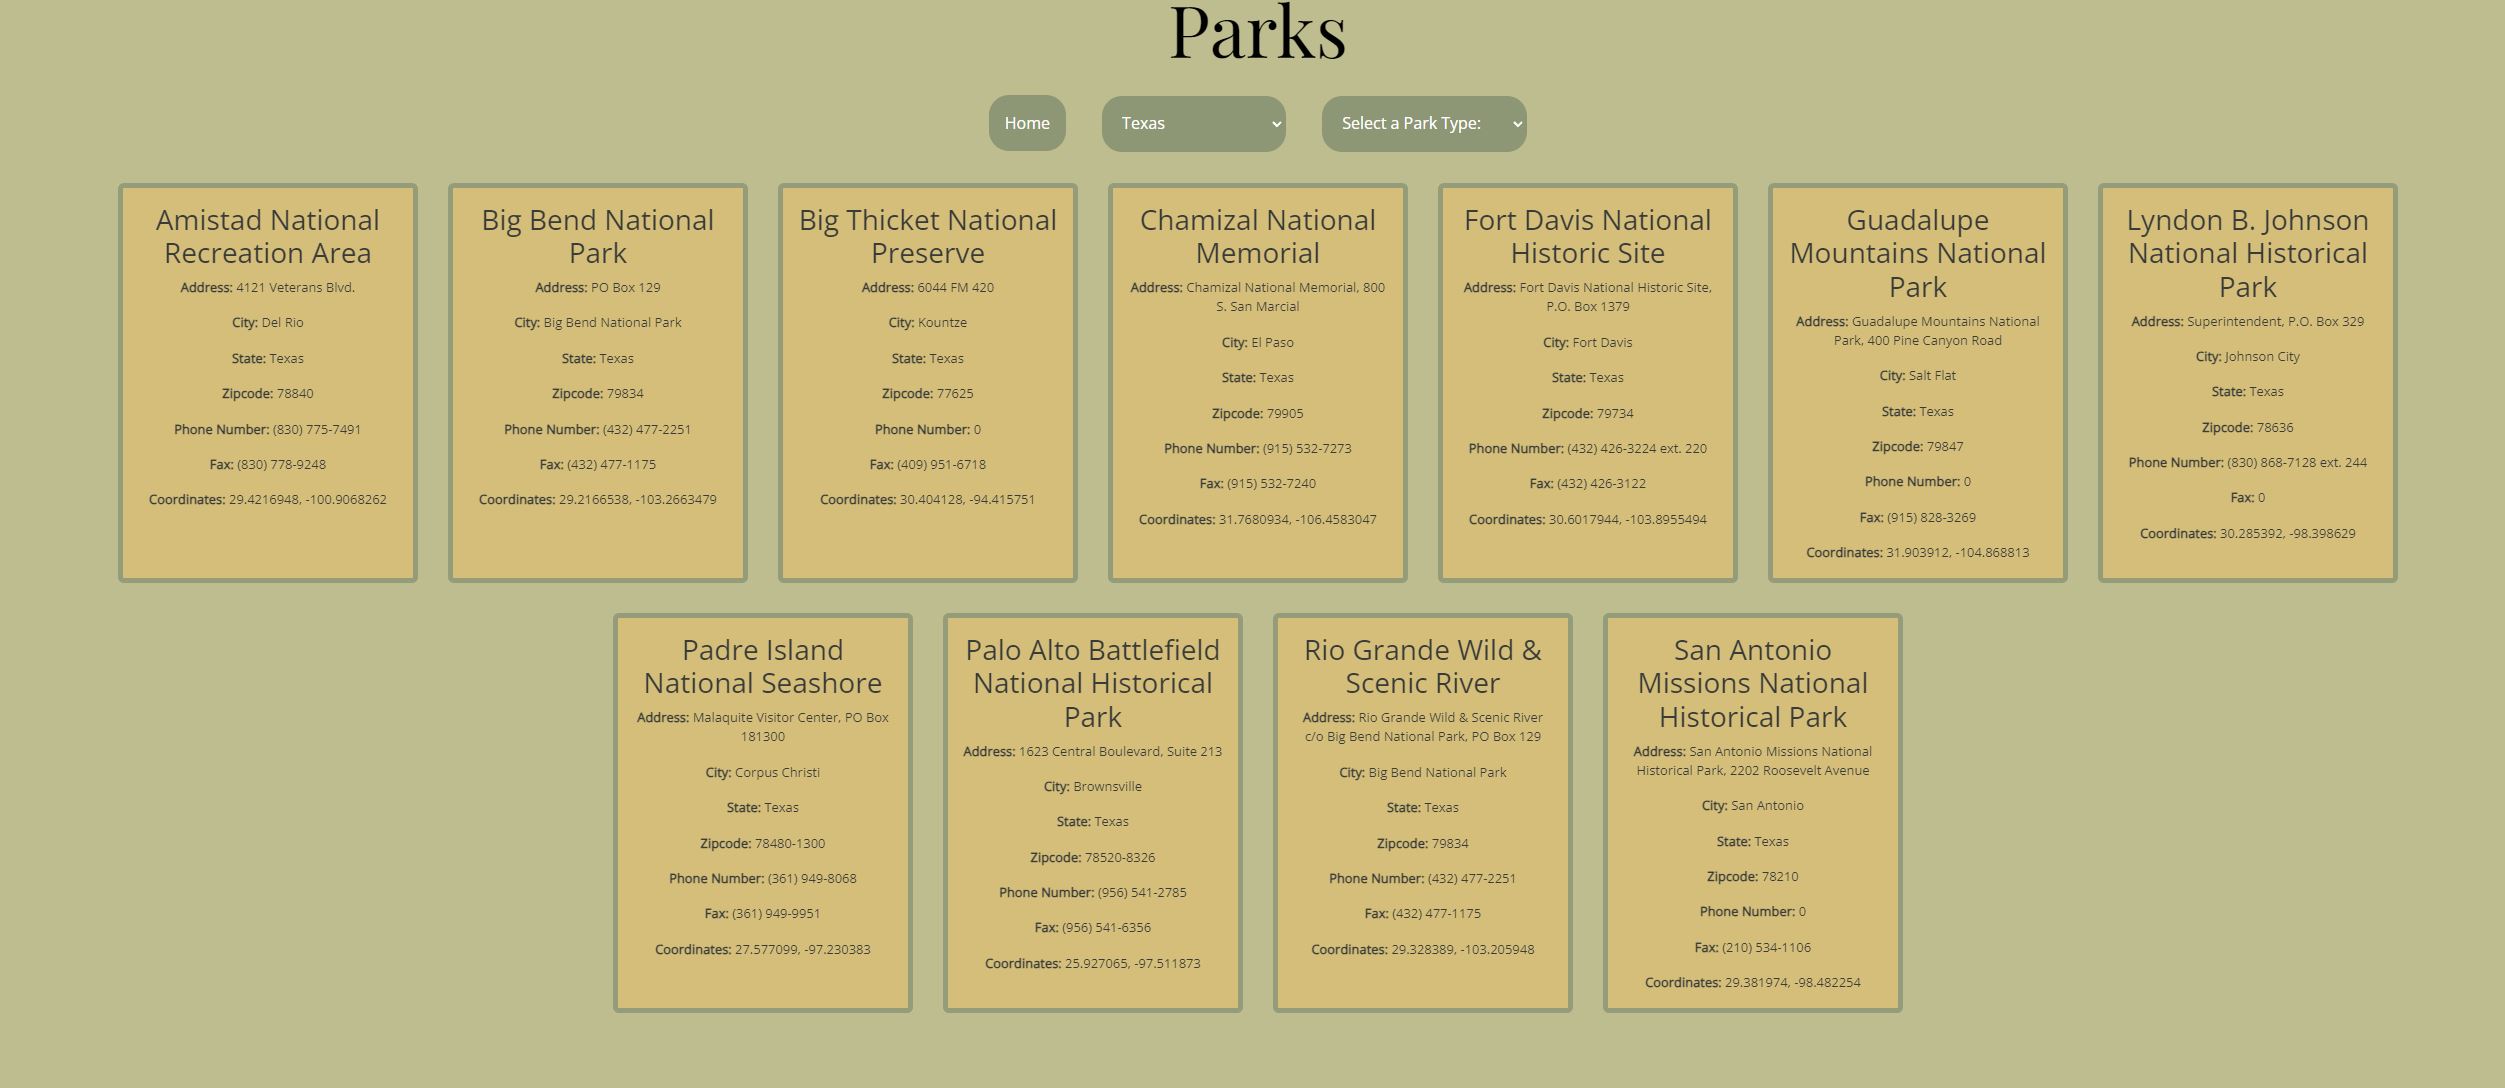 Parks
Home
Texas
Select a Park Type:
Amistad National
Recreation Area
Address: 4121 Veterans Blvd.
City: Del Rio
State: Texas
Zipcode: 78840
Phone Number: (830) 775-7491
Fax: (830) 778-9248
Coordinates: 29.4216948, -100.9068262
Big Bend National
Park
Address: PO Box 129
City: Big Bend National Park
State: Texas
Zipcode: 79834
Phone Number: (432) 477-2251
Fax: (432) 477-1175
Coordinates: 29.2166538, -103.2663479
Big Thicket National
Preserve
Address: 6044 FM 420
City: Kountze
State: Texas
Zipcode: 77625
Phone Number: 0
Fax: (409) 951-6718
Coordinates: 30.404128, -94.415751
Chamizal National
Memorial
Address: Chamizal National Memorial, 800
S. San Marcial
City: El Paso
State: Texas
Zipcode: 79905
Phone Number: (915) 532-7273
Fax: (915) 532-7240
Coordinates: 31.7680934, -106.4583047
Fort Davis National
Historic Site
Address: Fort Davis National Historic Site,
P.O. Box 1379
City: Fort Davis
State: Texas
Zipcode: 79734
Phone Number: (432) 426-3224 ext. 220
Fax: (432) 426-3122
Coordinates: 30.6017944, -103.8955494
Guadalupe
Mountains National
Park
Address: Guadalupe Mountains National
Park, 400 Pine Canyon Road
City: Salt Flat
State: Texas
Zipcode: 79847
Phone Number: 0
Fax: (915) 828-3269
Coordinates: 31.903912, -104.868813
Lyndon B. Johnson
National Historical
Park
Address: Superintendent, P.O. Box 329
City: Johnson City
State: Texas
Zipcode: 78636
Phone Number: (830) 868-7128 ext. 244
Fax: 0
Coordinates: 30.285392, -98.398629
Padre Island
National Seashore
Address: Malaquite Visitor Center, PO Box
181300
City: Corpus Christi
State: Texas
Zipcode: 78480-1300
Phone Number: (361) 949-8068
Fax: (361) 949-9951
Coordinates: 27.577099, -97.230383
Palo Alto Battlefield
National Historical
Park
Address: 1623 Central Boulevard, Suite 213
City: Brownsville
State: Texas
Zipcode: 78520-8326
Phone Number: (956) 541-2785
Fax: (956) 541-6356
Coordinates: 25.927065, -97.511873
Rio Grande Wild &
Scenic River
Address: Rio Grande Wild & Scenic River
c/o Big Bend National Park, PO Box 129
City: Big Bend National Park
State: Texas
Zipcode: 79834
Phone Number: (432) 477-2251
Fax: (432) 477-1175
Coordinates: 29.328389, -103.205948
San Antonio
Missions National
Historical Park
Address: San Antonio Missions National
Historical Park, 2202 Roosevelt Avenue
City: San Antonio
State: Texas
Zipcode: 78210
Phone Number: 0
Fax: (210) 534-1106
Coordinates: 29.381974, -98.482254